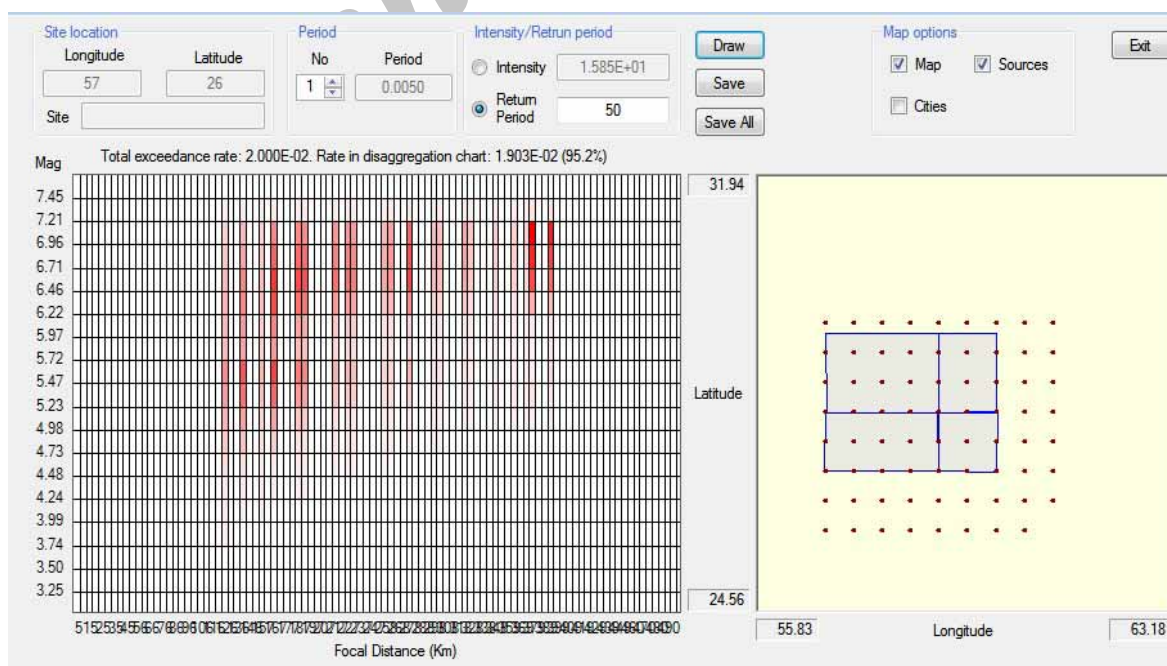 Site location
Longitude Latitude
57 26
Site
Period
No Period
1 0.0050
Intensity/Retrun period
Intensity 1.585E+01
Return Period 50
Draw
Save
Save All
Map options
Map Sources
Cities
Exit
Mag
Total exceedance rate: 2.000E-02. Rate in disaggregation chart: 1.903E-02 (95.2%)
7.45
7.21
6.96
6.71
6.46
6.22
5.97
5.72
5.47
5.23
4.98
4.73
4.48
4.24
3.99
3.74
3.50
3.25
Focal Distance (Km)
31.94
Latitude
24.56
55.83 Longitude 63.18